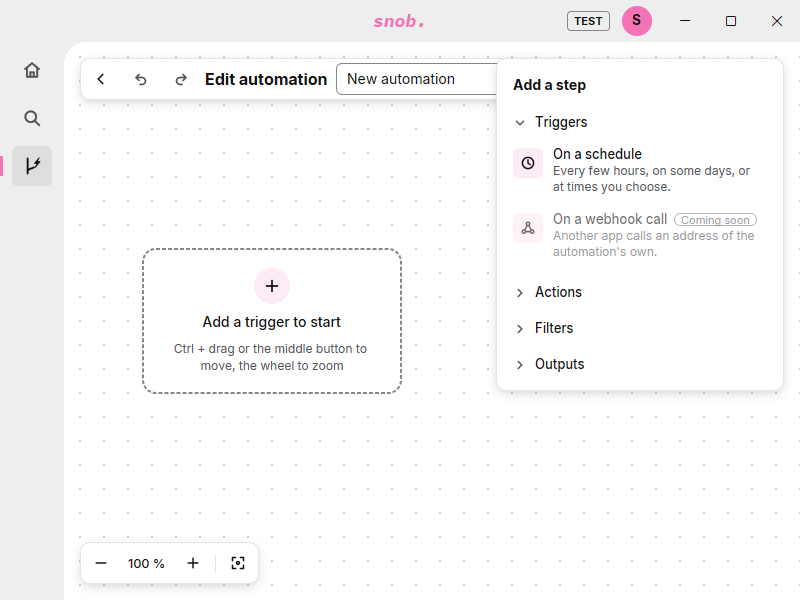 snob.
TEST
S
Edit automation
New automation
Add a step
Triggers
On a schedule
Every few hours, on some days, or
at times you choose.
On a webhook call
Coming soon
Another app calls an address of the
automation's own.
Actions
Filters
Outputs
Add a trigger to start
Ctrl + drag or the middle button to
move, the wheel to zoom
100 %